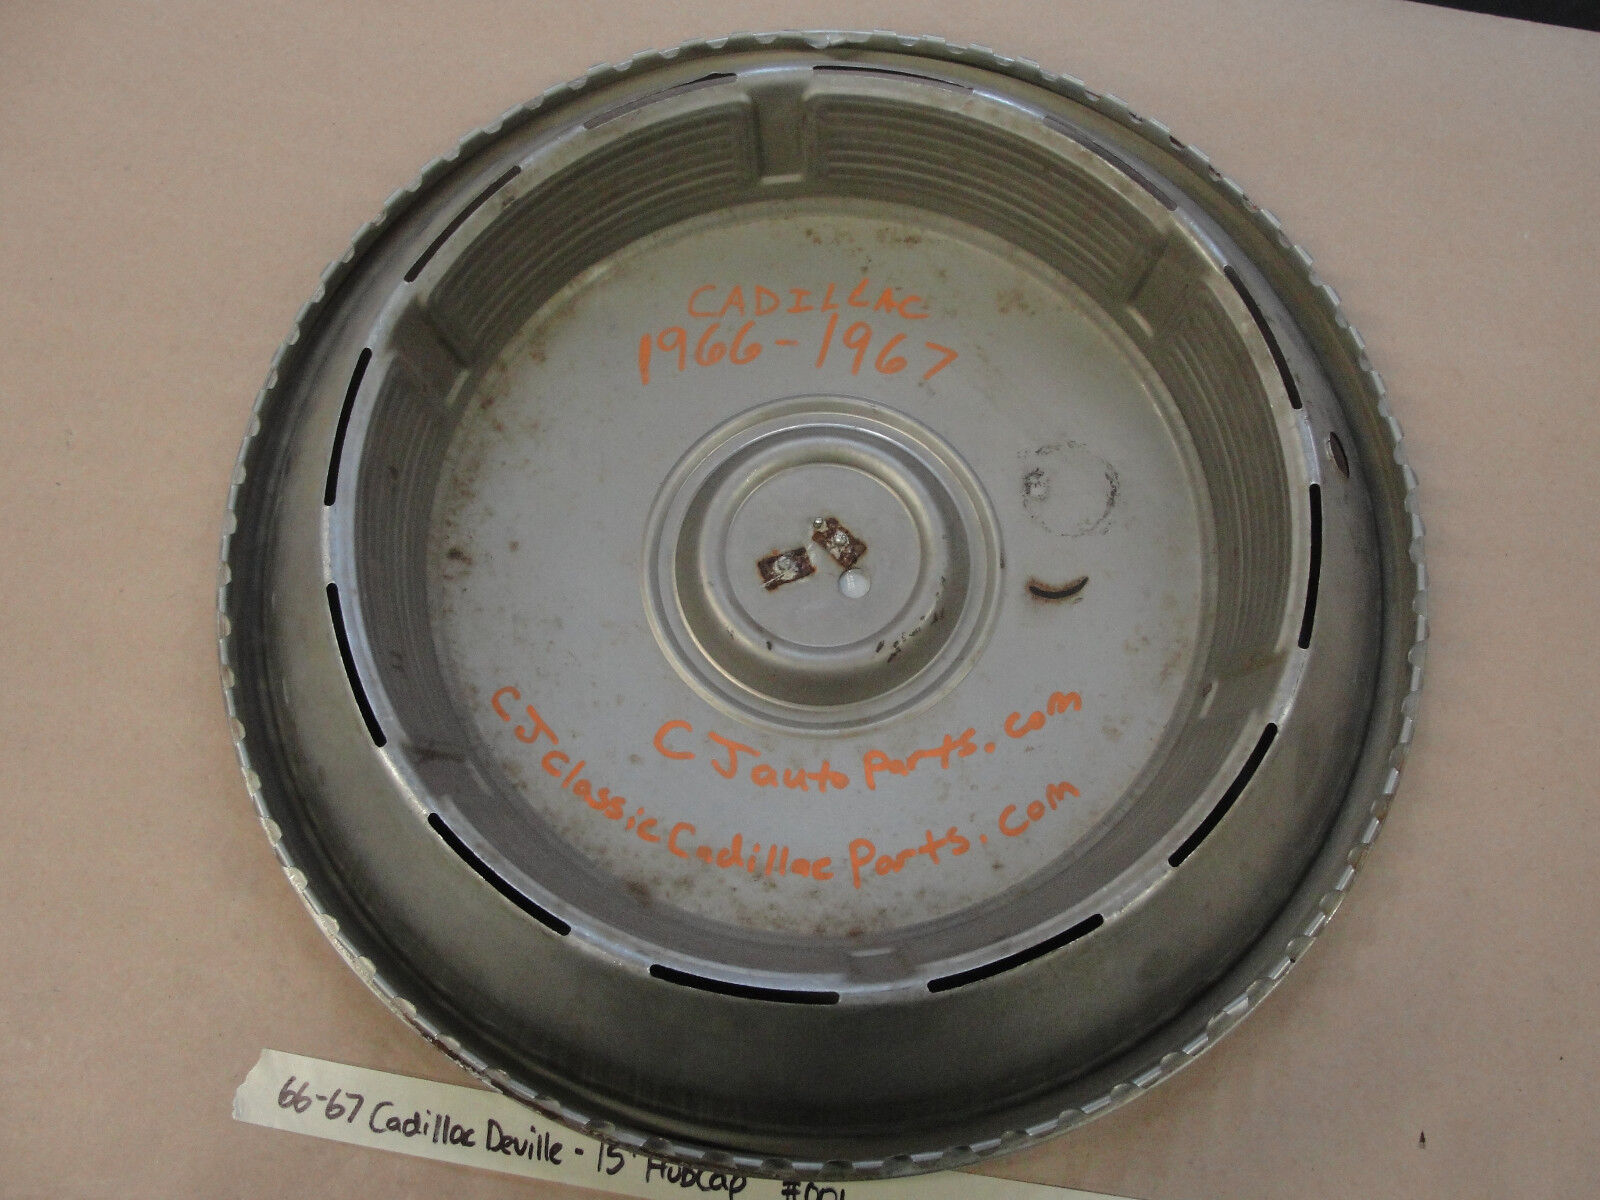 CADILLAC
1966-1967
CJautoParts.com
CJclassicCadillacParts.com
66-67 Cadillac Deville - 15" Hubcap #001